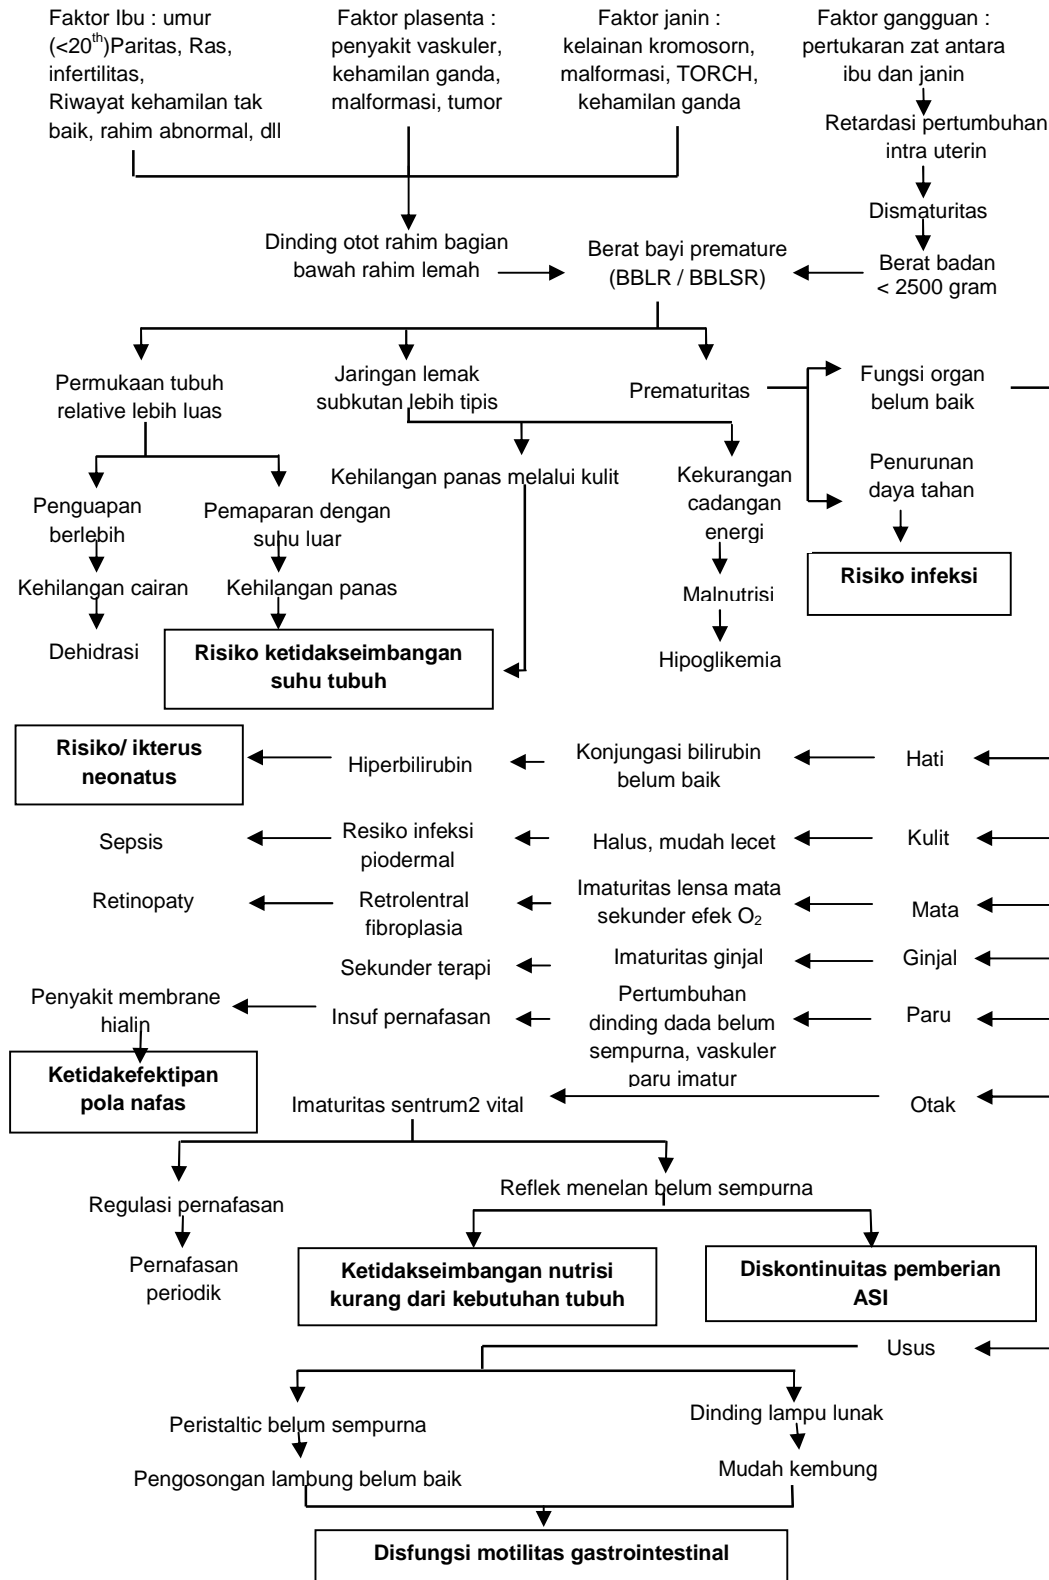 Faktor Ibu : umur
(<20th)Paritas, Ras,
infertilitas,
Riwayat kehamilan tak
baik, rahim abnormal, dll
Faktor plasenta :
penyakit vaskuler,
kehamilan ganda,
malformasi, tumor
Faktor janin :
kelainan kromosorn,
malformasi, TORCH,
kehamilan ganda
Faktor gangguan :
pertukaran zat antara
ibu dan janin
Retardasi pertumbuhan
intra uterin
Dismaturitas
Berat badan
< 2500 gram
Dinding otot rahim bagian
bawah rahim lemah
Berat bayi premature
(BBLR / BBLSR)
Permukaan tubuh
relative lebih luas
Jaringan lemak
subkutan lebih tipis
Prematuritas
Fungsi organ
belum baik
Penurunan
daya tahan
Risiko infeksi
Penguapan
berlebih
Pemaparan dengan
suhu luar
Kehilangan panas melalui kulit
Kekurangan
cadangan
energi
Kehilangan cairan
Kehilangan panas
Malnutrisi
Dehidrasi
Risiko ketidakseimbangan
suhu tubuh
Hipoglikemia
Risiko/ ikterus
neonatus
Hiperbilirubin
Konjungasi bilirubin
belum baik
Hati
Sepsis
Resiko infeksi
piodermal
Halus, mudah lecet
Kulit
Retinopaty
Retrolentral
fibroplasia
Imaturitas lensa mata
sekunder efek O₂
Mata
Sekunder terapi
Imaturitas ginjal
Ginjal
Penyakit membrane
hialin
Insuf pernafasan
Pertumbuhan
dinding dada belum
sempurna, vaskuler
paru imatur
Paru
Ketidakefektipan
pola nafas
Imaturitas sentrum2 vital
Otak
Regulasi pernafasan
Reflek menelan belum sempurna
Pernafasan
periodik
Ketidakseimbangan nutrisi
kurang dari kebutuhan tubuh
Diskontinuitas pemberian
ASI
Usus
Peristaltic belum sempurna
Dinding lampu lunak
Pengosongan lambung belum baik
Mudah kembung
Disfungsi motilitas gastrointestinal